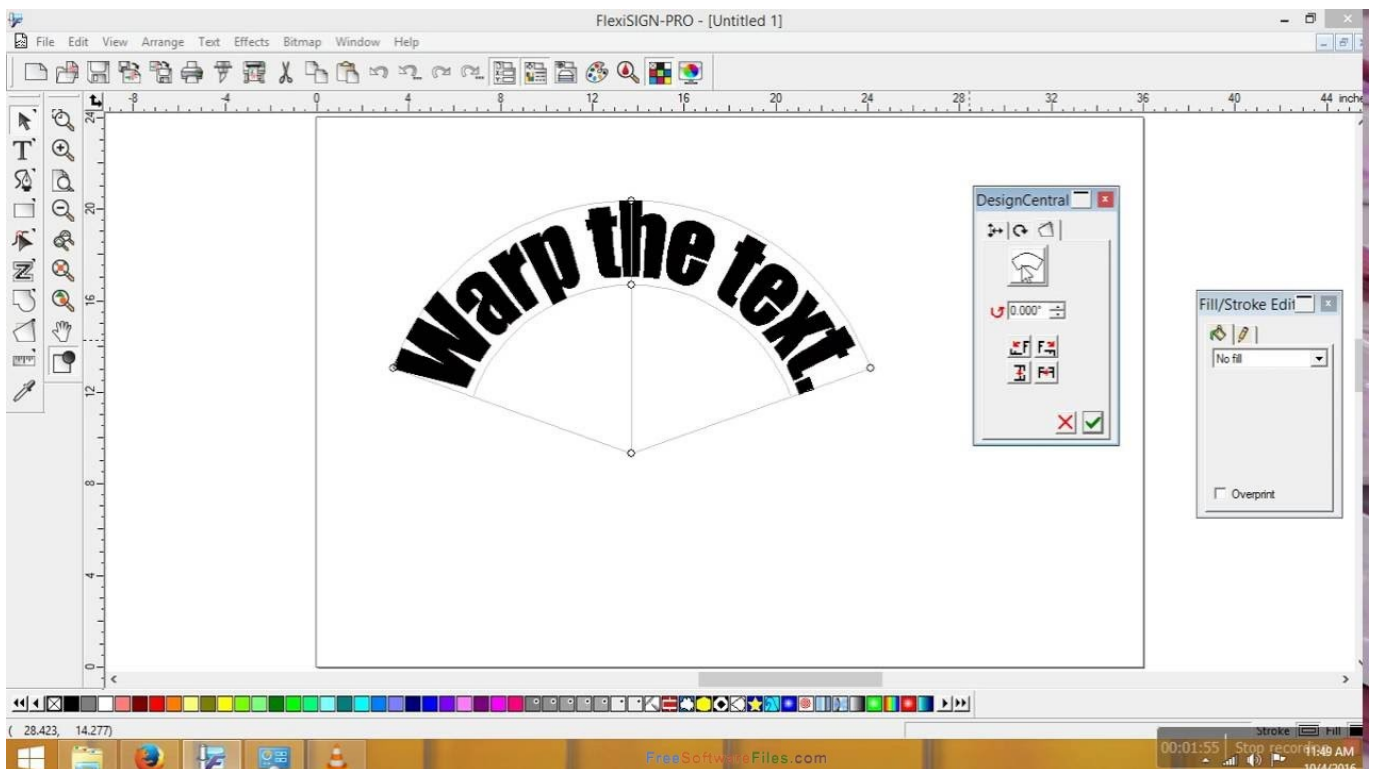 FlexiSIGN-PRO - [Untitled 1]
File Edit View Arrange Text Effects Bitmap Window Help
-8 -4 0 4 8 12 16 20 24 28 32 36 40 44
24
20
16
12
8
4
0
Warp the text.
DesignCentral
0.000°
Fill/Stroke Edit
No fill
Overprint
( 28.423, 14.277)
Stroke Fill
00:01:55
11:49 AM
10/4/2016
FreeSoftwareFiles.com